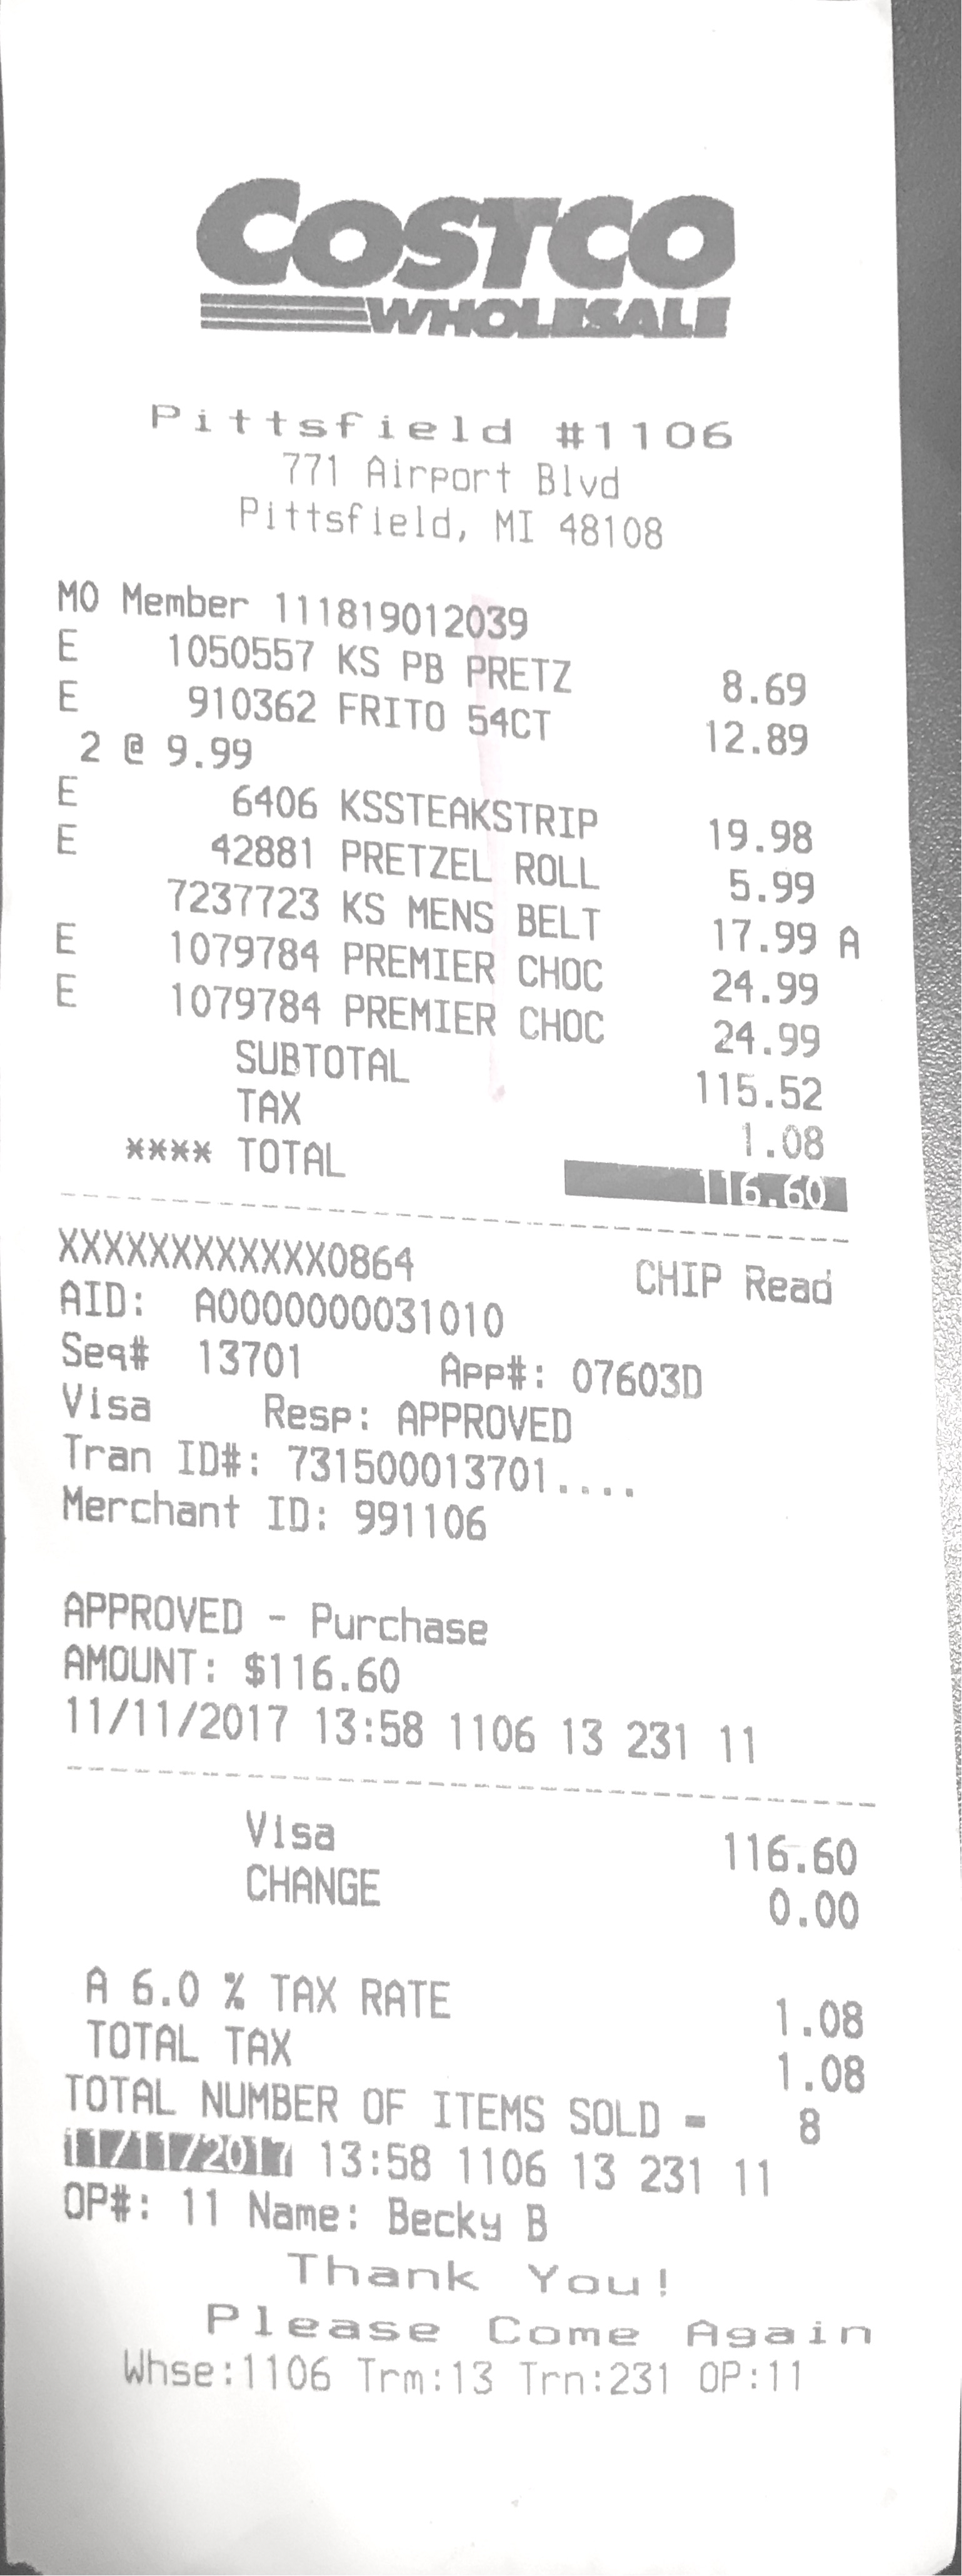 COSTCO
WHOLESALE
Pittsfield #1106
771 Airport Blvd
Pittsfield, MI 48108
MO Member 111819012039
E 1050557 KS PB PRETZ 8.69
E 910362 FRITO 54CT 12.89
2 @ 9.99
E 6406 KSSTEAKSTRIP 19.98
E 42881 PRETZEL ROLL 5.99
7237723 KS MENS BELT 17.99 A
E 1079784 PREMIER CHOC 24.99
E 1079784 PREMIER CHOC 24.99
SUBTOTAL 115.52
TAX 1.08
**** TOTAL 116.60
XXXXXXXXXXXX0864 CHIP Read
AID: A0000000031010
Seq# 13701 App#: 07603D
Visa Resp: APPROVED
Tran ID#: 731500013701....
Merchant ID: 991106
APPROVED - Purchase
AMOUNT: $116.60
11/11/2017 13:58 1106 13 231 11
Visa 116.60
CHANGE 0.00
A 6.0 % TAX RATE 1.08
TOTAL TAX 1.08
TOTAL NUMBER OF ITEMS SOLD = 8
11/11/2017 13:58 1106 13 231 11
OP#: 11 Name: Becky B
Thank You!
Please Come Again
Whse:1106 Trm:13 Trn:231 OP:11